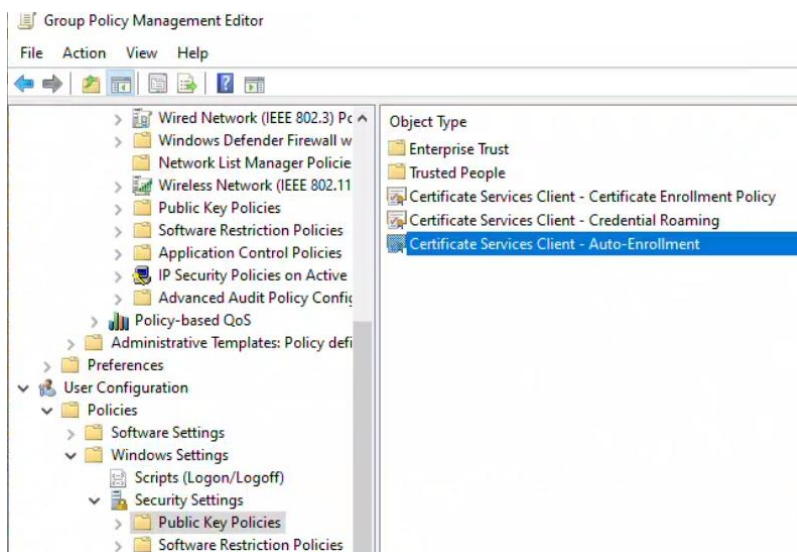 Group Policy Management Editor
File Action View Help
Wired Network (IEEE 802.3) Pc
Windows Defender Firewall w
Network List Manager Policie
Wireless Network (IEEE 802.11
Public Key Policies
Software Restriction Policies
Application Control Policies
IP Security Policies on Active
Advanced Audit Policy Config
Policy-based QoS
Administrative Templates: Policy defi
Preferences
User Configuration
Policies
Software Settings
Windows Settings
Scripts (Logon/Logoff)
Security Settings
Public Key Policies
Software Restriction Policies
Object Type
Enterprise Trust
Trusted People
Certificate Services Client - Certificate Enrollment Policy
Certificate Services Client - Credential Roaming
Certificate Services Client - Auto-Enrollment